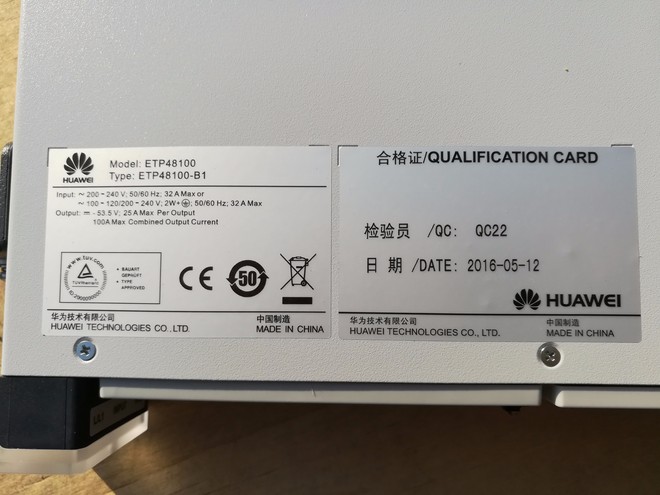 HUAWEI
Model: ETP48100
Type: ETP48100-B1
Input: ~ 200~240 V; 50/60 Hz; 32 A Max or
~ 100~120/200~240 V; 2W+⏚; 50/60 Hz; 32 A Max
Output: ⎓ - 53.5 V; 25 A Max Per Output
100A Max Combined Output Current
www.tuv.com
TÜVRheinland
BAUART
GEPRÜFT
TYPE
APPROVED
CE
50
华为技术有限公司
HUAWEI TECHNOLOGIES CO .,LTD.
中国制造
MADE IN CHINA
合格证/QUALIFICATION CARD
检验员 /QC: QC22
日 期 /DATE: 2016-05-12
HUAWEI
华为技术有限公司
HUAWEI TECHNOLOGIES CO., LTD.
中国制造
MADE IN CHINA